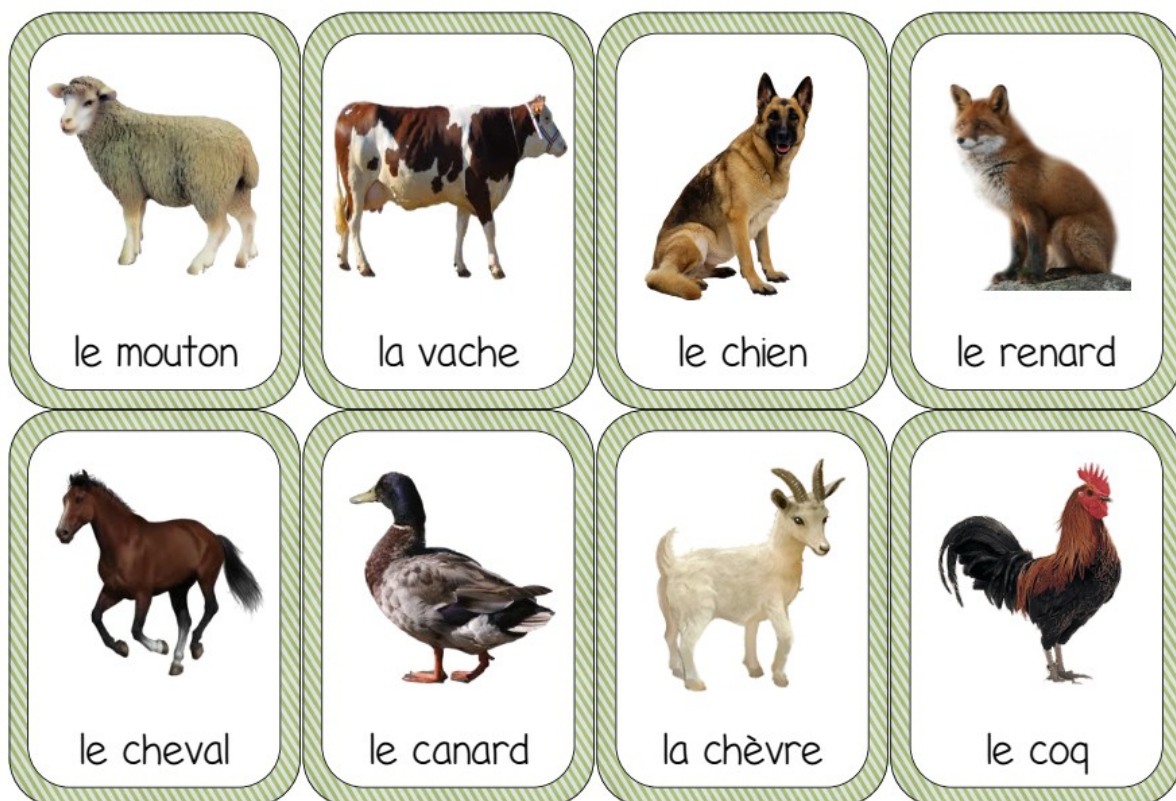 le mouton
la vache
le chien
le renard
le cheval
le canard
la chèvre
le coq